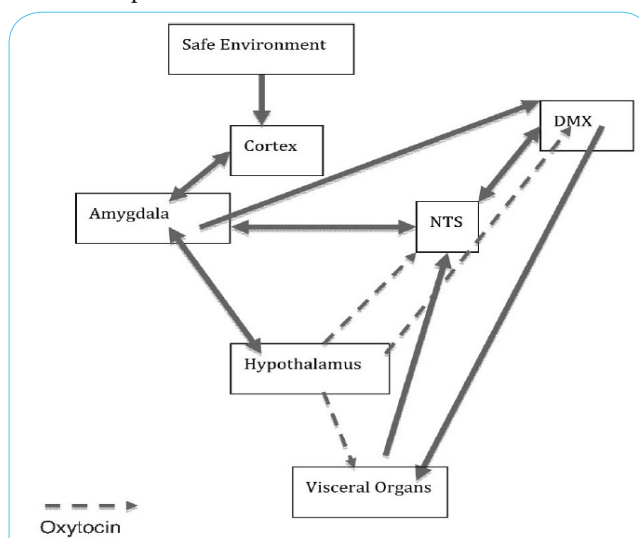 Safe Environment
DMX
Cortex
Amygdala
NTS
Hypothalamus
Visceral Organs
Oxytocin